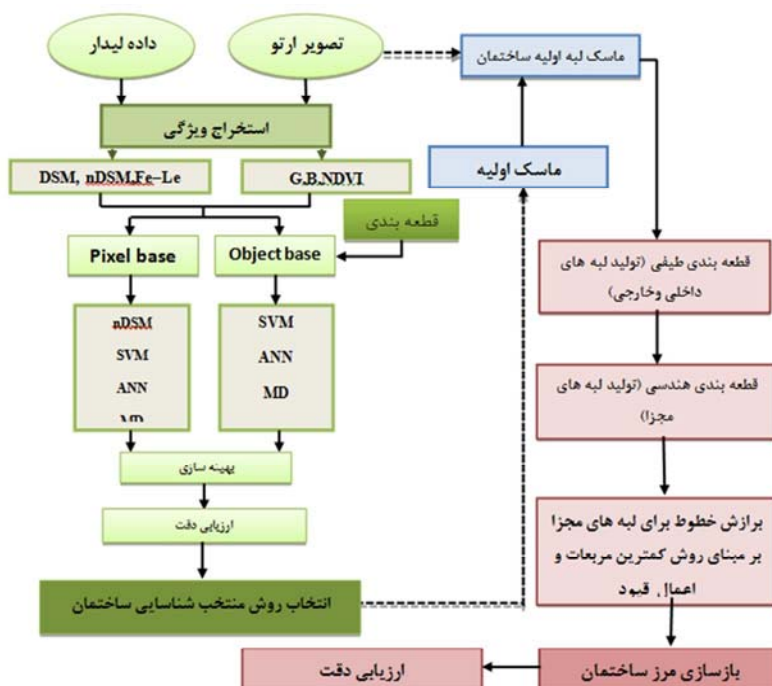 داده لیدار
تصویر ارتو
استخراج ویژگی
DSM, nDSM,Fe–Le
G,B,NDVI
قطعه بندی
Pixel base
Object base
nDSM
SVM
ANN
MD
SVM
ANN
MD
بهینه سازی
ارزیابی دقت
انتخاب روش منتخب شناسایی ساختمان
ماسک لبه اولیه ساختمان
ماسک اولیه
قطعه بندی طیفی (تولید لبه های
داخلی وخارجی)
قطعه بندی هندسی (تولید لبه های
مجزا)
برازش خطوط برای لبه های مجزا
بر مبنای روش کمترین مربعات و
اعمال قیود
بازسازی مرز ساختمان
ارزیابی دقت